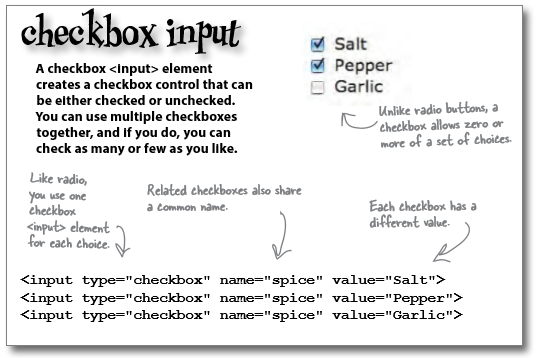 checkbox input
A checkbox <input> element
creates a checkbox control that can
be either checked or unchecked.
You can use multiple checkboxes
together, and if you do, you can
check as many or few as you like.
Salt
Pepper
Garlic
Unlike radio buttons, a
checkbox allows zero or
more of a set of choices.
Like radio,
you use one
checkbox
<input> element
for each choice.
Related checkboxes also share
a common name.
Each checkbox has a
different value.
<input type="checkbox" name="spice" value="Salt">
<input type="checkbox" name="spice" value="Pepper">
<input type="checkbox" name="spice" value="Garlic">